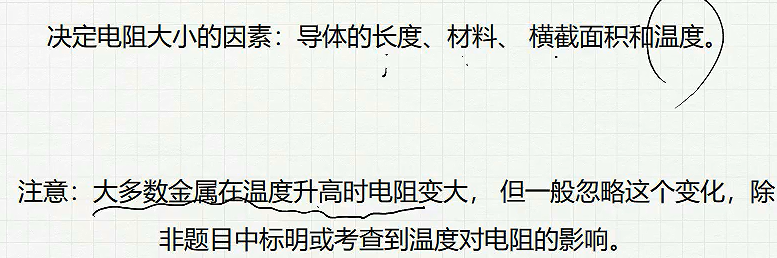 决定电阻大小的因素：导体的长度、材料、 横截面积和温度。
注意：大多数金属在温度升高时电阻变大， 但一般忽略这个变化，除
非题目中标明或考查到温度对电阻的影响。